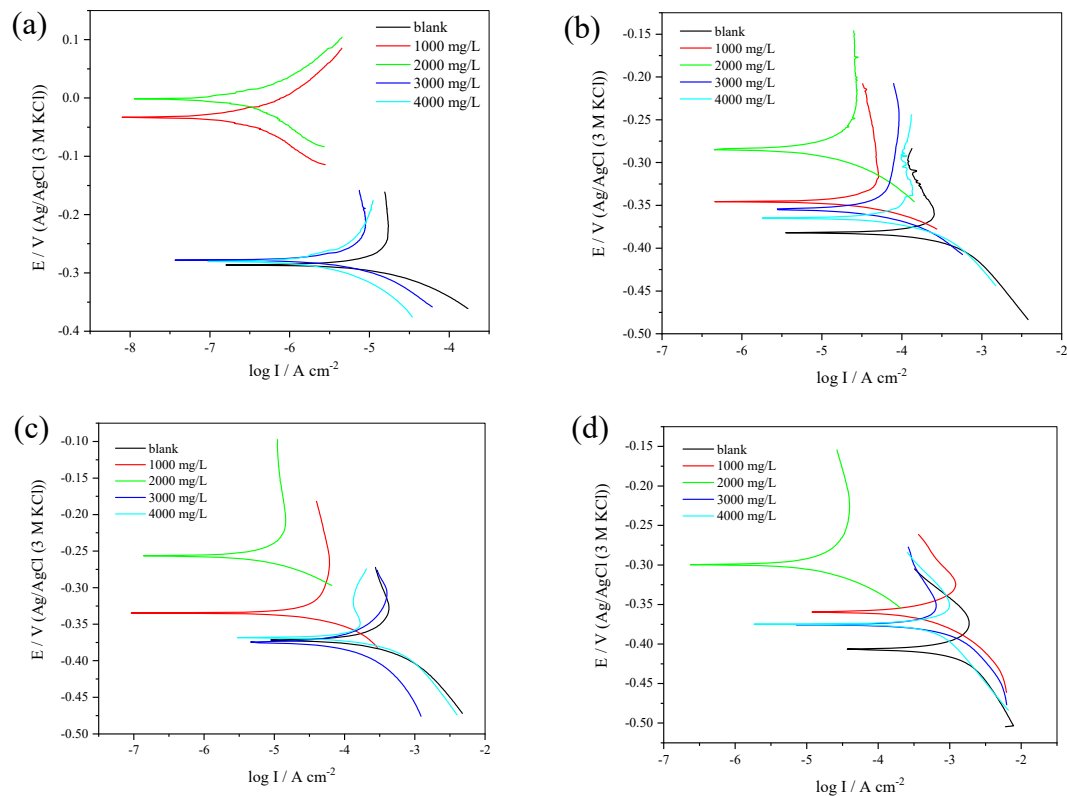 (a)
blank
1000 mg/L
2000 mg/L
3000 mg/L
4000 mg/L
0.1
0.0
-0.1
-0.2
-0.3
-0.4
E / V (Ag/AgCl (3 M KCl))
-8 -7 -6 -5 -4
log I / A cm-2
(b)
blank
1000 mg/L
2000 mg/L
3000 mg/L
4000 mg/L
-0.15
-0.20
-0.25
-0.30
-0.35
-0.40
-0.45
-0.50
E / V (Ag/AgCl (3 M KCl))
-7 -6 -5 -4 -3 -2
log I / A cm-2
(c)
blank
1000 mg/L
2000 mg/L
3000 mg/L
4000 mg/L
-0.10
-0.15
-0.20
-0.25
-0.30
-0.35
-0.40
-0.45
-0.50
E / V (Ag/AgCl (3 M KCl))
-7 -6 -5 -4 -3 -2
log I / A cm-2
(d)
blank
1000 mg/L
2000 mg/L
3000 mg/L
4000 mg/L
-0.15
-0.20
-0.25
-0.30
-0.35
-0.40
-0.45
-0.50
E / V (Ag/AgCl (3 M KCl))
-7 -6 -5 -4 -3 -2 -1
log I / A cm-2